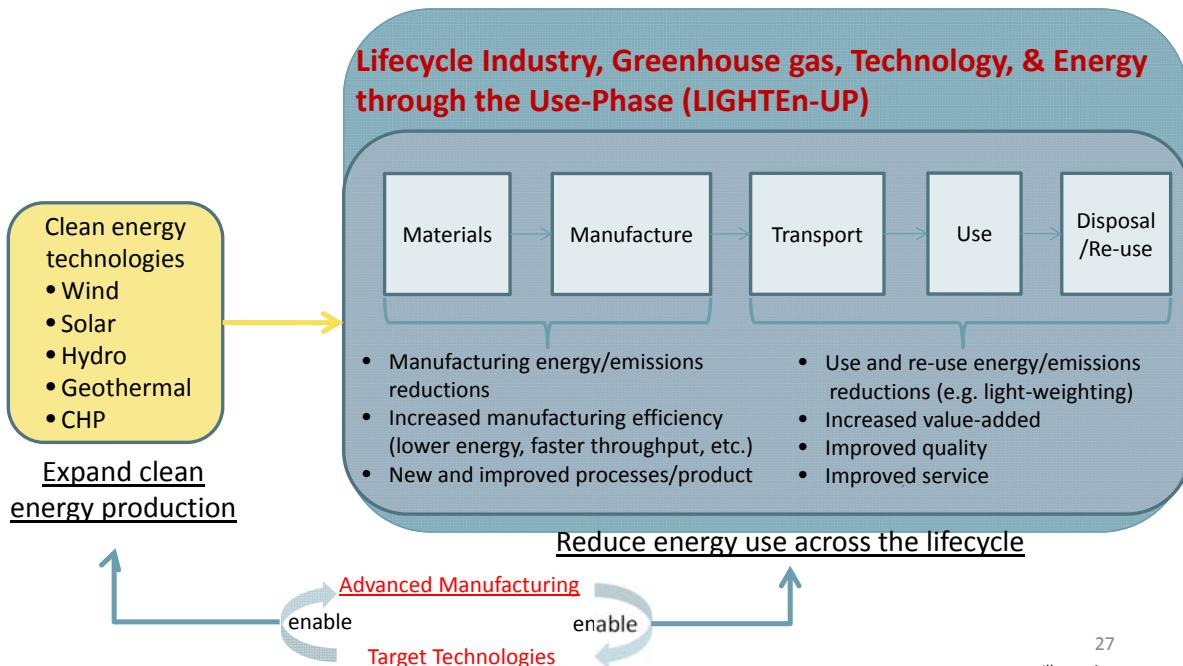 Lifecycle Industry, Greenhouse gas, Technology, & Energy
through the Use-Phase (LIGHTEn-UP)
Clean energy
technologies
• Wind
• Solar
• Hydro
• Geothermal
• CHP
Expand clean
energy production
Materials
Manufacture
Transport
Use
Disposal
/Re-use
• Manufacturing energy/emissions
reductions
• Increased manufacturing efficiency
(lower energy, faster throughput, etc.)
• New and improved processes/product
• Use and re-use energy/emissions
reductions (e.g. light-weighting)
• Increased value-added
• Improved quality
• Improved service
Reduce energy use across the lifecycle
Advanced Manufacturing
enable
enable
Target Technologies
27